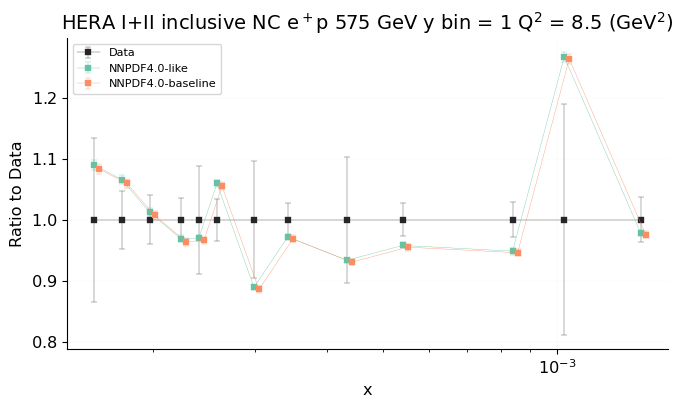 HERA I+II inclusive NC e⁺p 575 GeV y bin = 1 Q² = 8.5 (GeV²)
Data
NNPDF4.0-like
NNPDF4.0-baseline
Ratio to Data
1.2
1.1
1.0
0.9
0.8
10⁻³
x